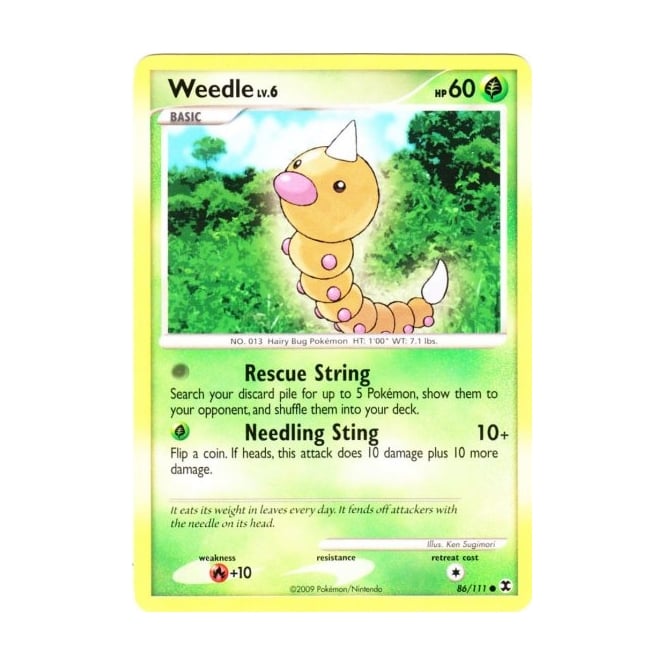 Weedle LV.6 HP 60
BASIC
NO. 013 Hairy Bug Pokémon HT: 1'00" WT: 7.1 lbs.
Rescue String
Search your discard pile for up to 5 Pokémon, show them to
your opponent, and shuffle them into your deck.
Needling Sting 10+
Flip a coin. If heads, this attack does 10 damage plus 10 more
damage.
It eats its weight in leaves every day. It fends off attackers with
the needle on its head.
Illus. Ken Sugimori
weakness resistance retreat cost
+10
©2009 Pokémon/Nintendo 86/111